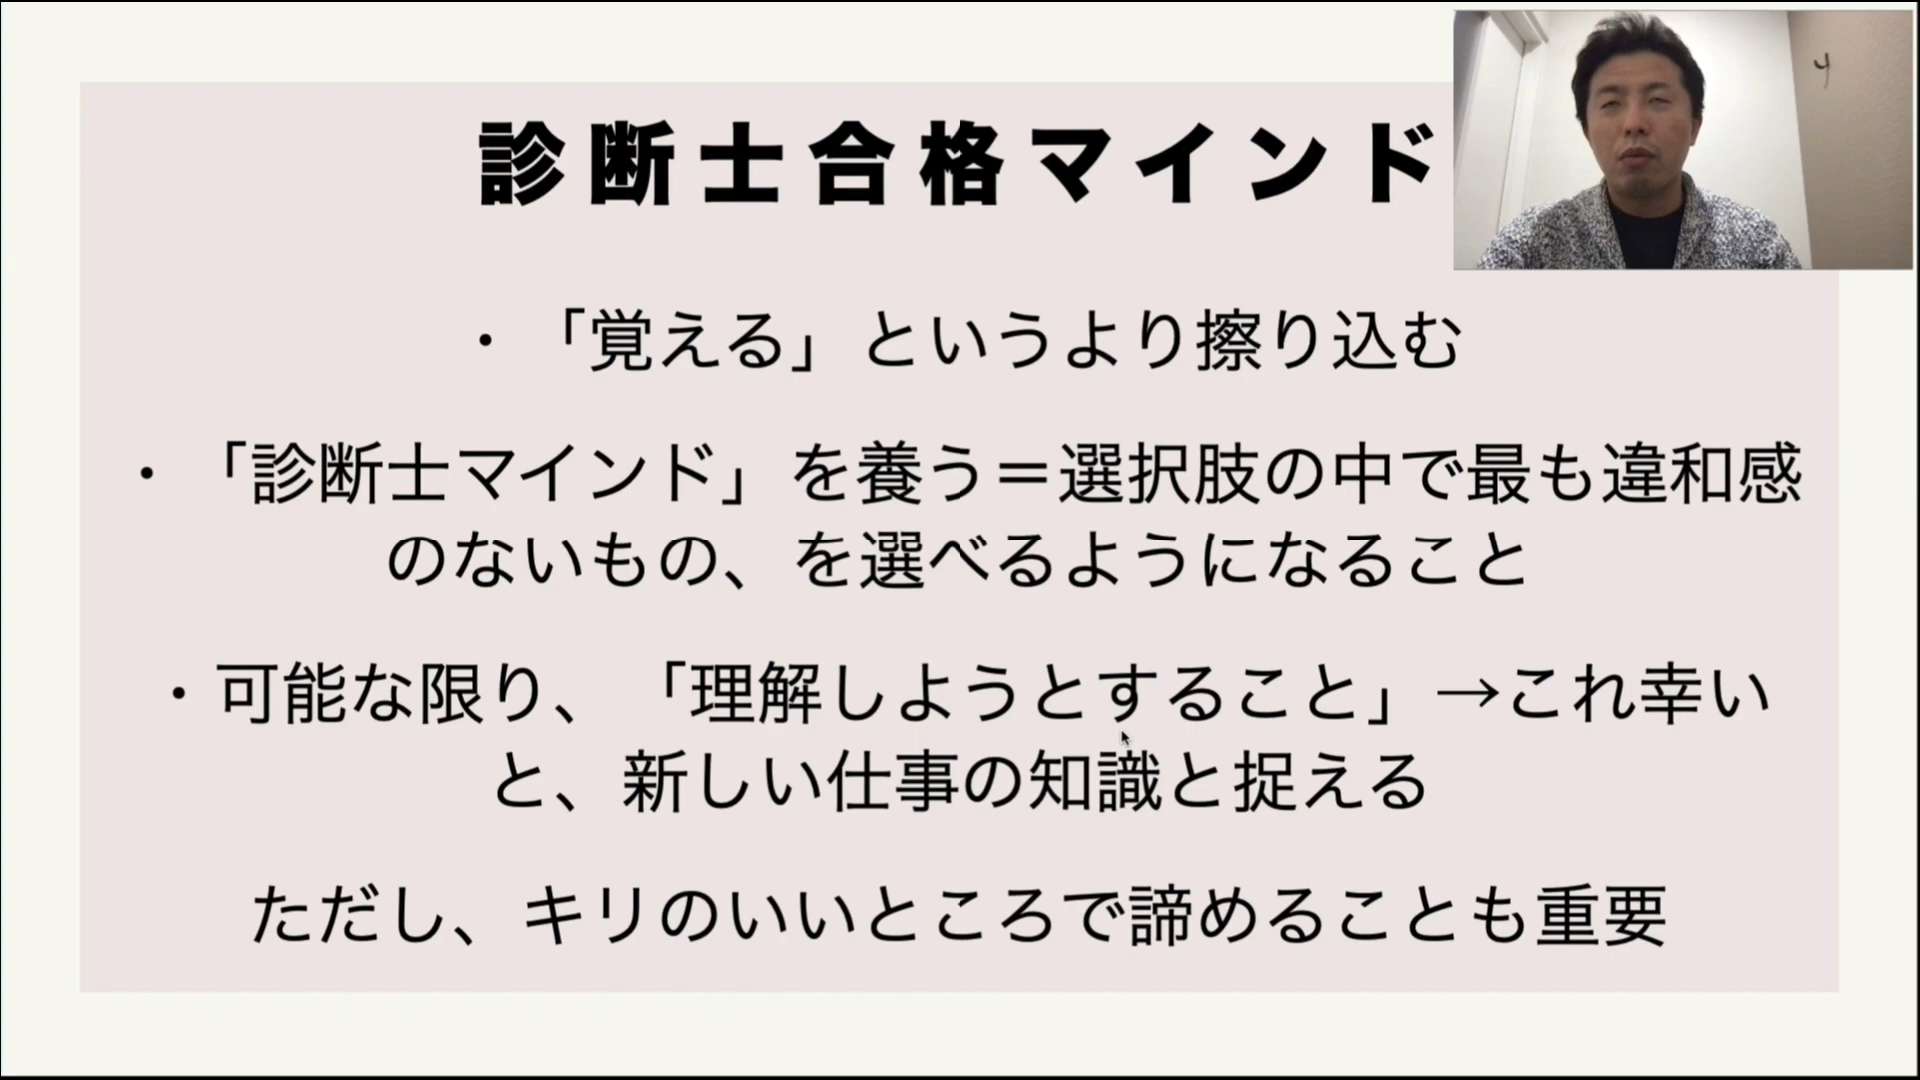 診断士合格マインド
・「覚える」というより擦り込む
・「診断士マインド」を養う＝選択肢の中で最も違和感
のないもの、を選べるようになること
・可能な限り、「理解しようとすること」→これ幸い
と、新しい仕事の知識と捉える
ただし、キリのいいところで諦めることも重要